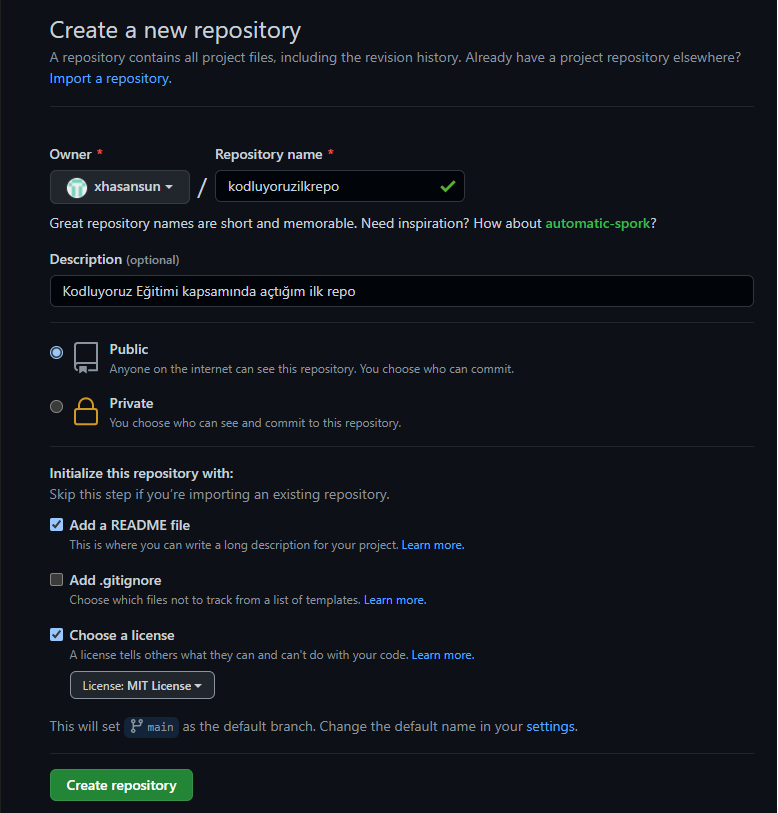 Create a new repository
A repository contains all project files, including the revision history. Already have a project repository elsewhere?
Import a repository.
Owner * Repository name *
xhasansun / kodluyoruzilkrepo
Great repository names are short and memorable. Need inspiration? How about automatic-spork?
Description (optional)
Kodluyoruz Eğitimi kapsamında açtığım ilk repo
Public
Anyone on the internet can see this repository. You choose who can commit.
Private
You choose who can see and commit to this repository.
Initialize this repository with:
Skip this step if you're importing an existing repository.
Add a README file
This is where you can write a long description for your project. Learn more.
Add .gitignore
Choose which files not to track from a list of templates. Learn more.
Choose a license
A license tells others what they can and can't do with your code. Learn more.
License: MIT License
This will set main as the default branch. Change the default name in your settings.
Create repository